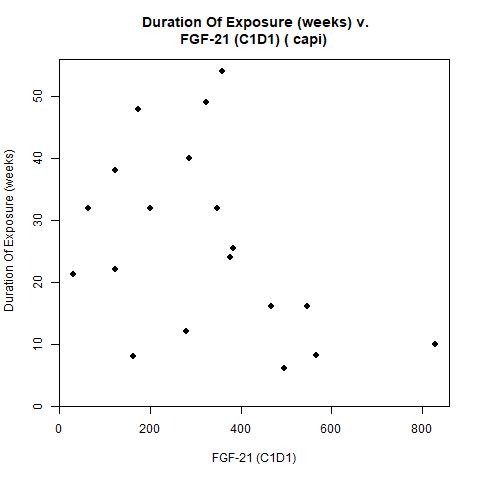 Duration Of Exposure (weeks) v.
FGF-21 (C1D1) ( capi)
Duration Of Exposure (weeks)
50
40
30
20
10
0
0 200 400 600 800
FGF-21 (C1D1)